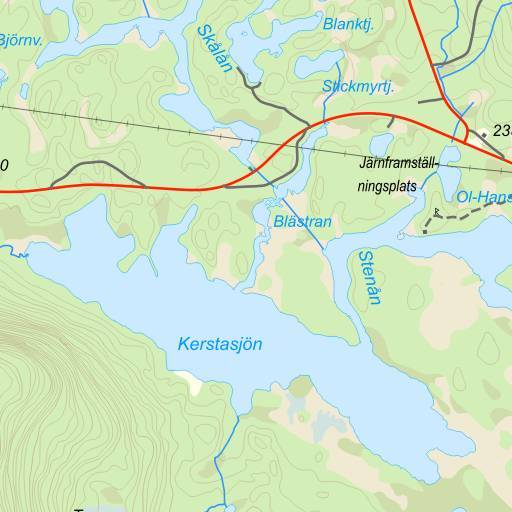 Blanktj.
Björnv.
Skålån
Stickmyrtj.
23
0
Järnframställ-
ningsplats
Ol-Hans
Blästran
Stenån
Kerstasjön